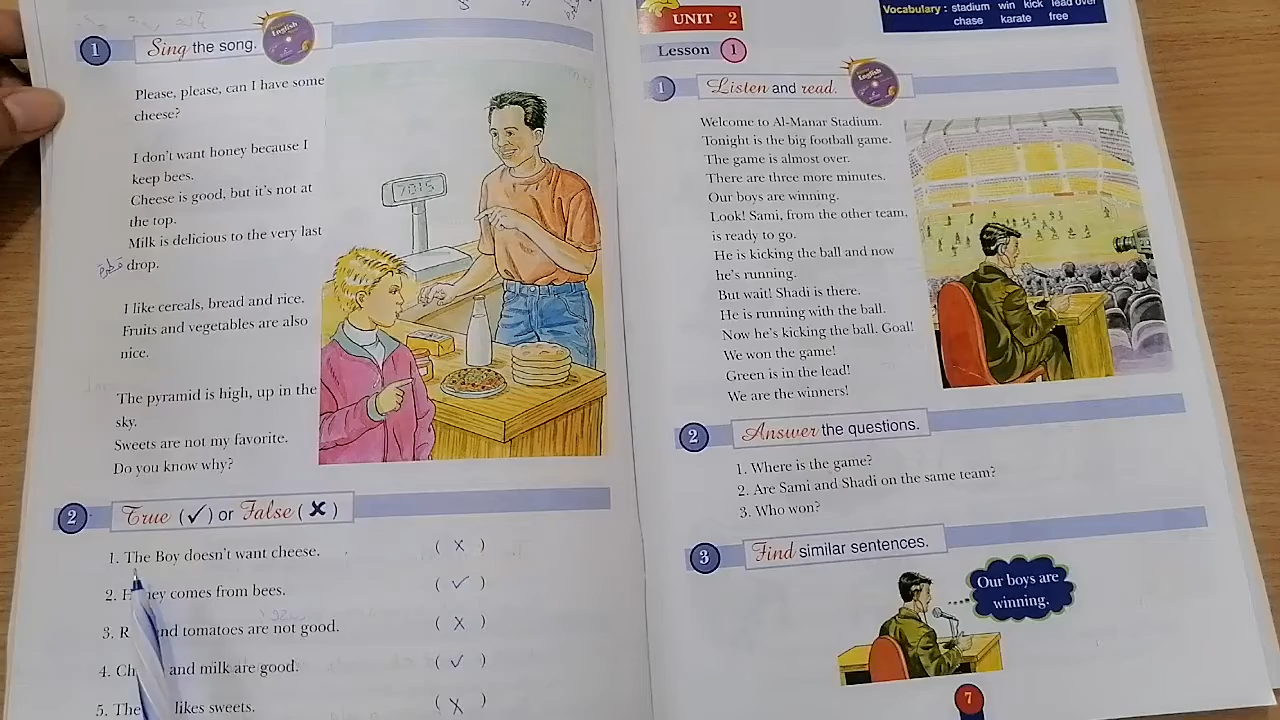 1
Sing the song.
English
Please, please, can I have some
cheese?
I don't want honey because I
keep bees.
Cheese is good, but it's not at
the top.
Milk is delicious to the very last
drop.
I like cereals, bread and rice.
Fruits and vegetables are also
nice.
The pyramid is high, up in the
sky.
Sweets are not my favorite.
Do you know why?
2
True (✓) or False (✗)
1. The Boy doesn't want cheese. ( X )
2. H ney comes from bees. ( ✓ )
3. R nd tomatoes are not good. ( X )
4. Ch and milk are good. ( ✓ )
5. The likes sweets. ( X )
UNIT 2
Vocabulary : stadium win kick lead over
chase karate free
Lesson 1
1
Listen and read.
English
Welcome to Al-Manar Stadium.
Tonight is the big football game.
The game is almost over.
There are three more minutes.
Our boys are winning.
Look! Sami, from the other team,
is ready to go.
He is kicking the ball and now
he's running.
But wait! Shadi is there.
He is running with the ball.
Now he's kicking the ball. Goal!
We won the game!
Green is in the lead!
We are the winners!
2
Answer the questions.
1. Where is the game?
2. Are Sami and Shadi on the same team?
3. Who won?
3
Find similar sentences.
Our boys are
winning.
7